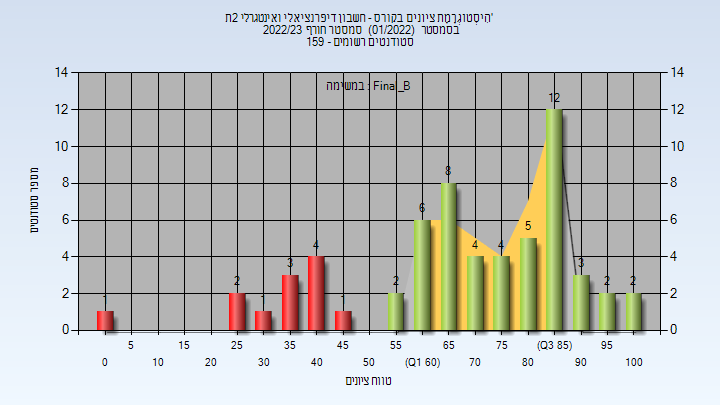 הִיסְטוֹגְרָמַת ציונים בקורס - חשבון דיפרנציאלי ואינטגרלי 2ת'
בסמסטר (01/2022) סמסטר חורף 2022/23
סטודנטים רשומים - 159
במשימה : Final_B
מספר סטודנטים
14 14
12 12
10 10
8 8
6 6
4 4
2 2
0 0
1 2 1 3 4 1 2 6 8 4 4 5 12 3 2 2
5 15 25 35 45 55 65 75 (Q3 85) 95
0 10 20 30 40 50 (Q1 60) 70 80 90 100
טווח ציונים